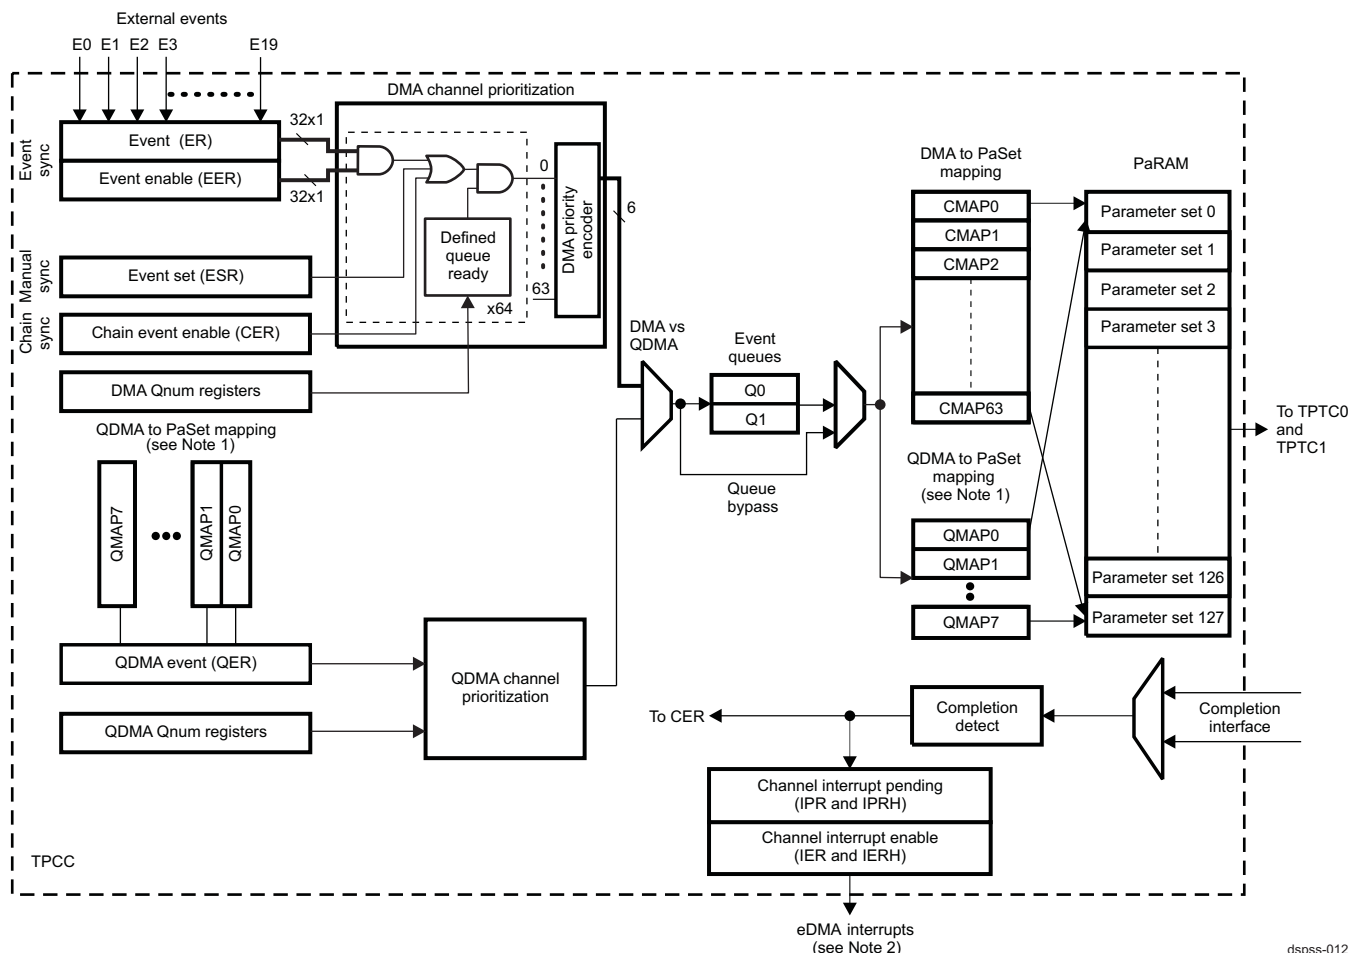 External events
E0 E1 E2 E3 E19
Event sync
Event (ER)
Event enable (EER)
32x1
32x1
Manual sync
Event set (ESR)
Chain sync
Chain event enable (CER)
DMA Qnum registers
DMA channel prioritization
Defined
queue
ready
x64
0
63
DMA priority
encoder
6
QDMA to PaSet mapping
(see Note 1)
QMAP7
QMAP1
QMAP0
QDMA event (QER)
QDMA Qnum registers
QDMA channel
prioritization
DMA vs
QDMA
Event
queues
Q0
Q1
Queue
bypass
DMA to PaSet
mapping
CMAP0
CMAP1
CMAP2
CMAP63
QDMA to PaSet
mapping
(see Note 1)
QMAP0
QMAP1
QMAP7
PaRAM
Parameter set 0
Parameter set 1
Parameter set 2
Parameter set 3
Parameter set 126
Parameter set 127
To TPTC0
and
TPTC1
Completion
interface
Completion
detect
To CER
Channel interrupt pending
(IPR and IPRH)
Channel interrupt enable
(IER and IERH)
TPCC
eDMA interrupts
(see Note 2)
dspss-012